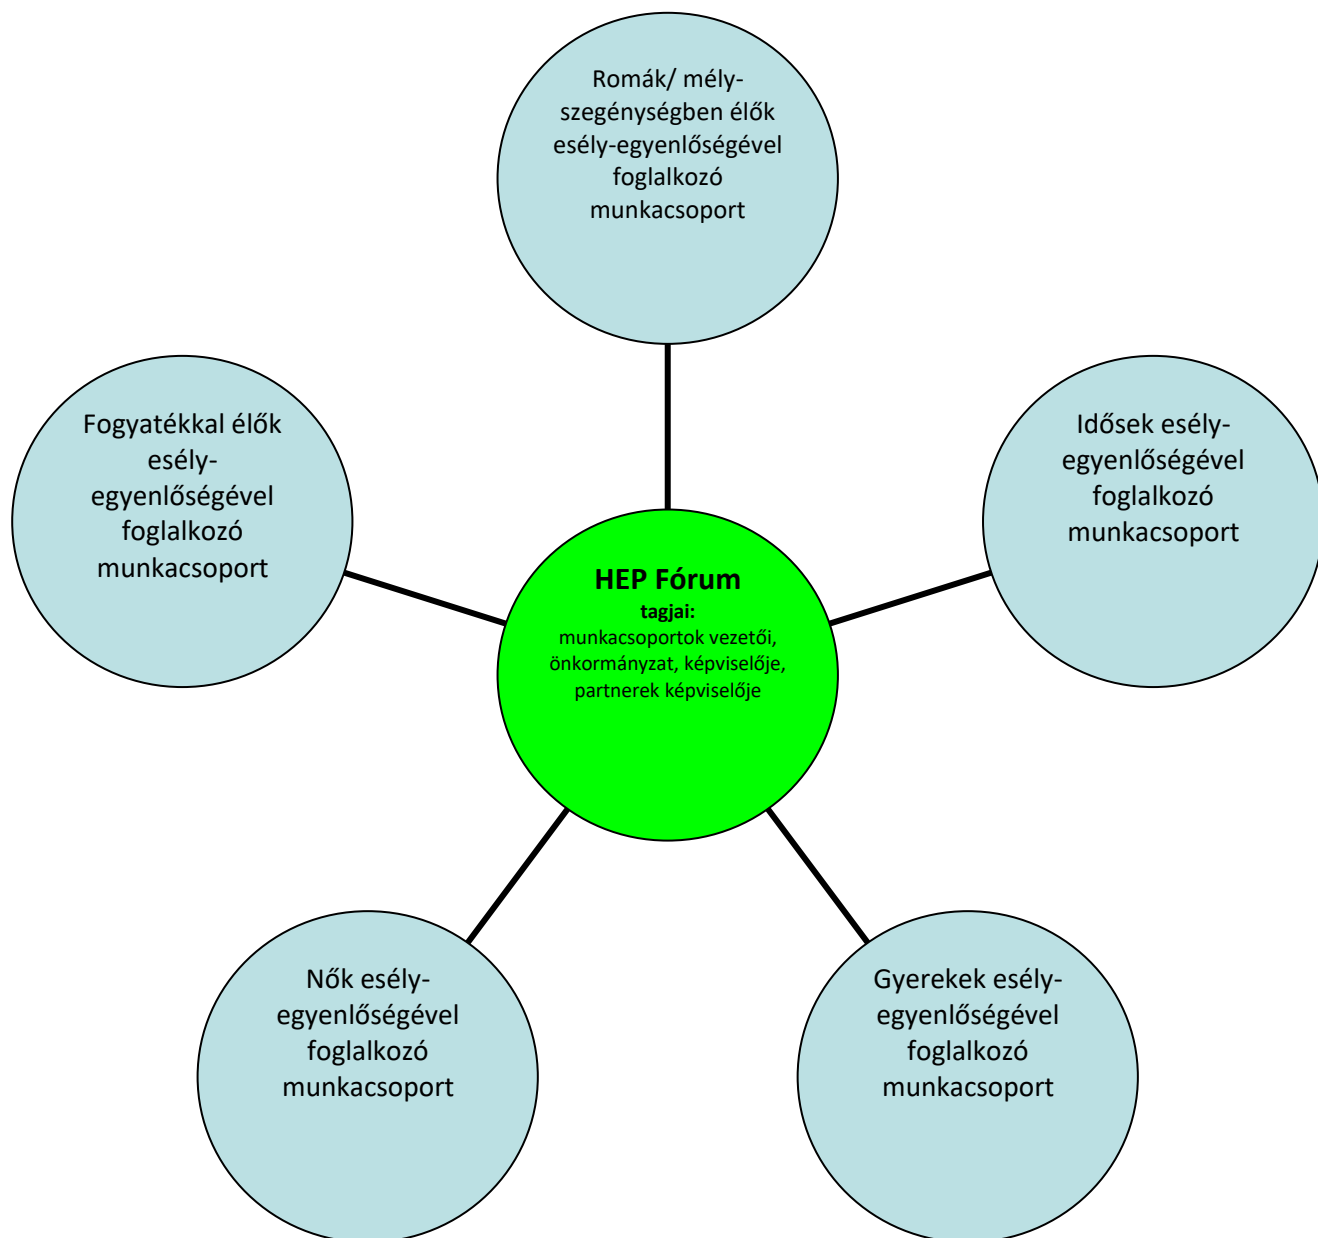 Romák/ mély-
szegénységben élők
esély-egyenlőségével
foglalkozó
munkacsoport
Fogyatékkal élők
esély-
egyenlőségével
foglalkozó
munkacsoport
Idősek esély-
egyenlőségével
foglalkozó
munkacsoport
HEP Fórum
tagjai:
munkacsoportok vezetői,
önkormányzat, képviselője,
partnerek képviselője
Nők esély-
egyenlőségével
foglalkozó
munkacsoport
Gyerekek esély-
egyenlőségével
foglalkozó
munkacsoport